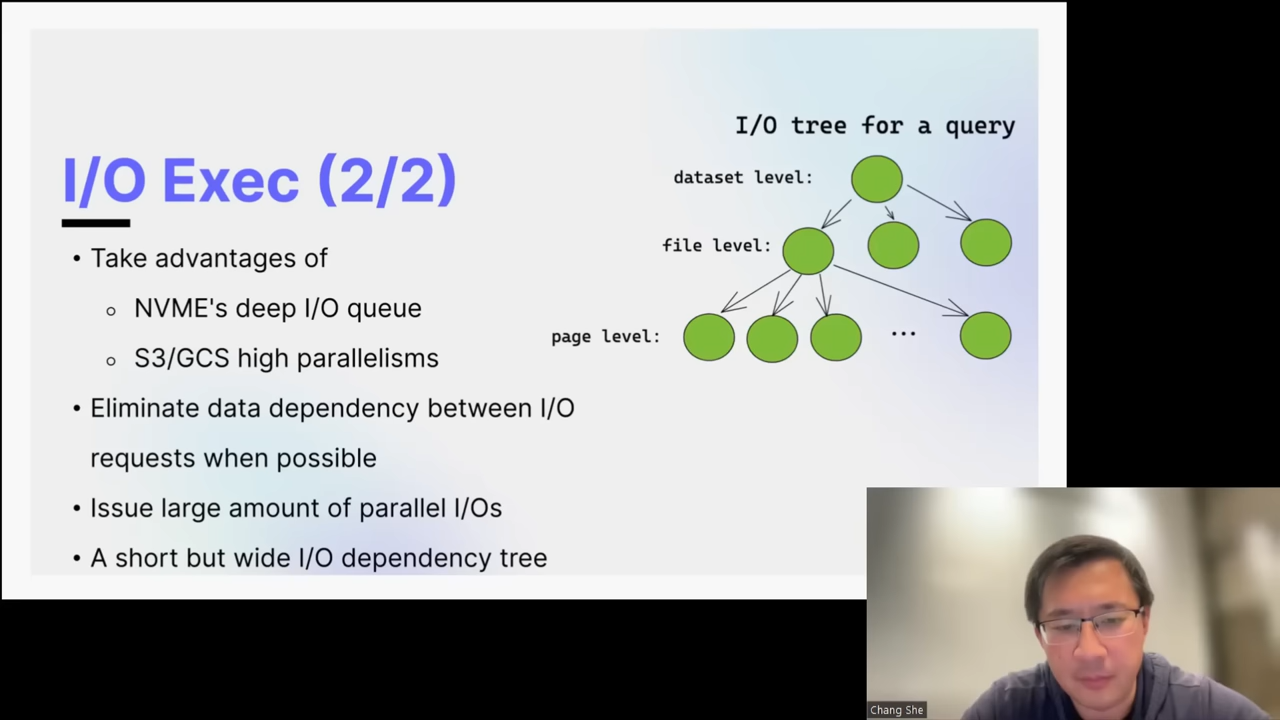 I/O Exec (2/2)
• Take advantages of
○ NVME's deep I/O queue
○ S3/GCS high parallelisms
• Eliminate data dependency between I/O
requests when possible
• Issue large amount of parallel I/Os
• A short but wide I/O dependency tree
I/O tree for a query
dataset level:
file level:
page level:
...
Chang She